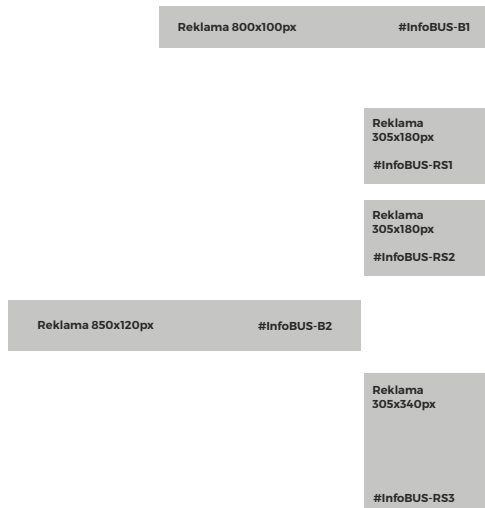 Reklama 800x100px #InfoBUS-B1
Reklama
305x180px
#InfoBUS-RS1
Reklama
305x180px
#InfoBUS-RS2
Reklama 850x120px #InfoBUS-B2
Reklama
305x340px
#InfoBUS-RS3